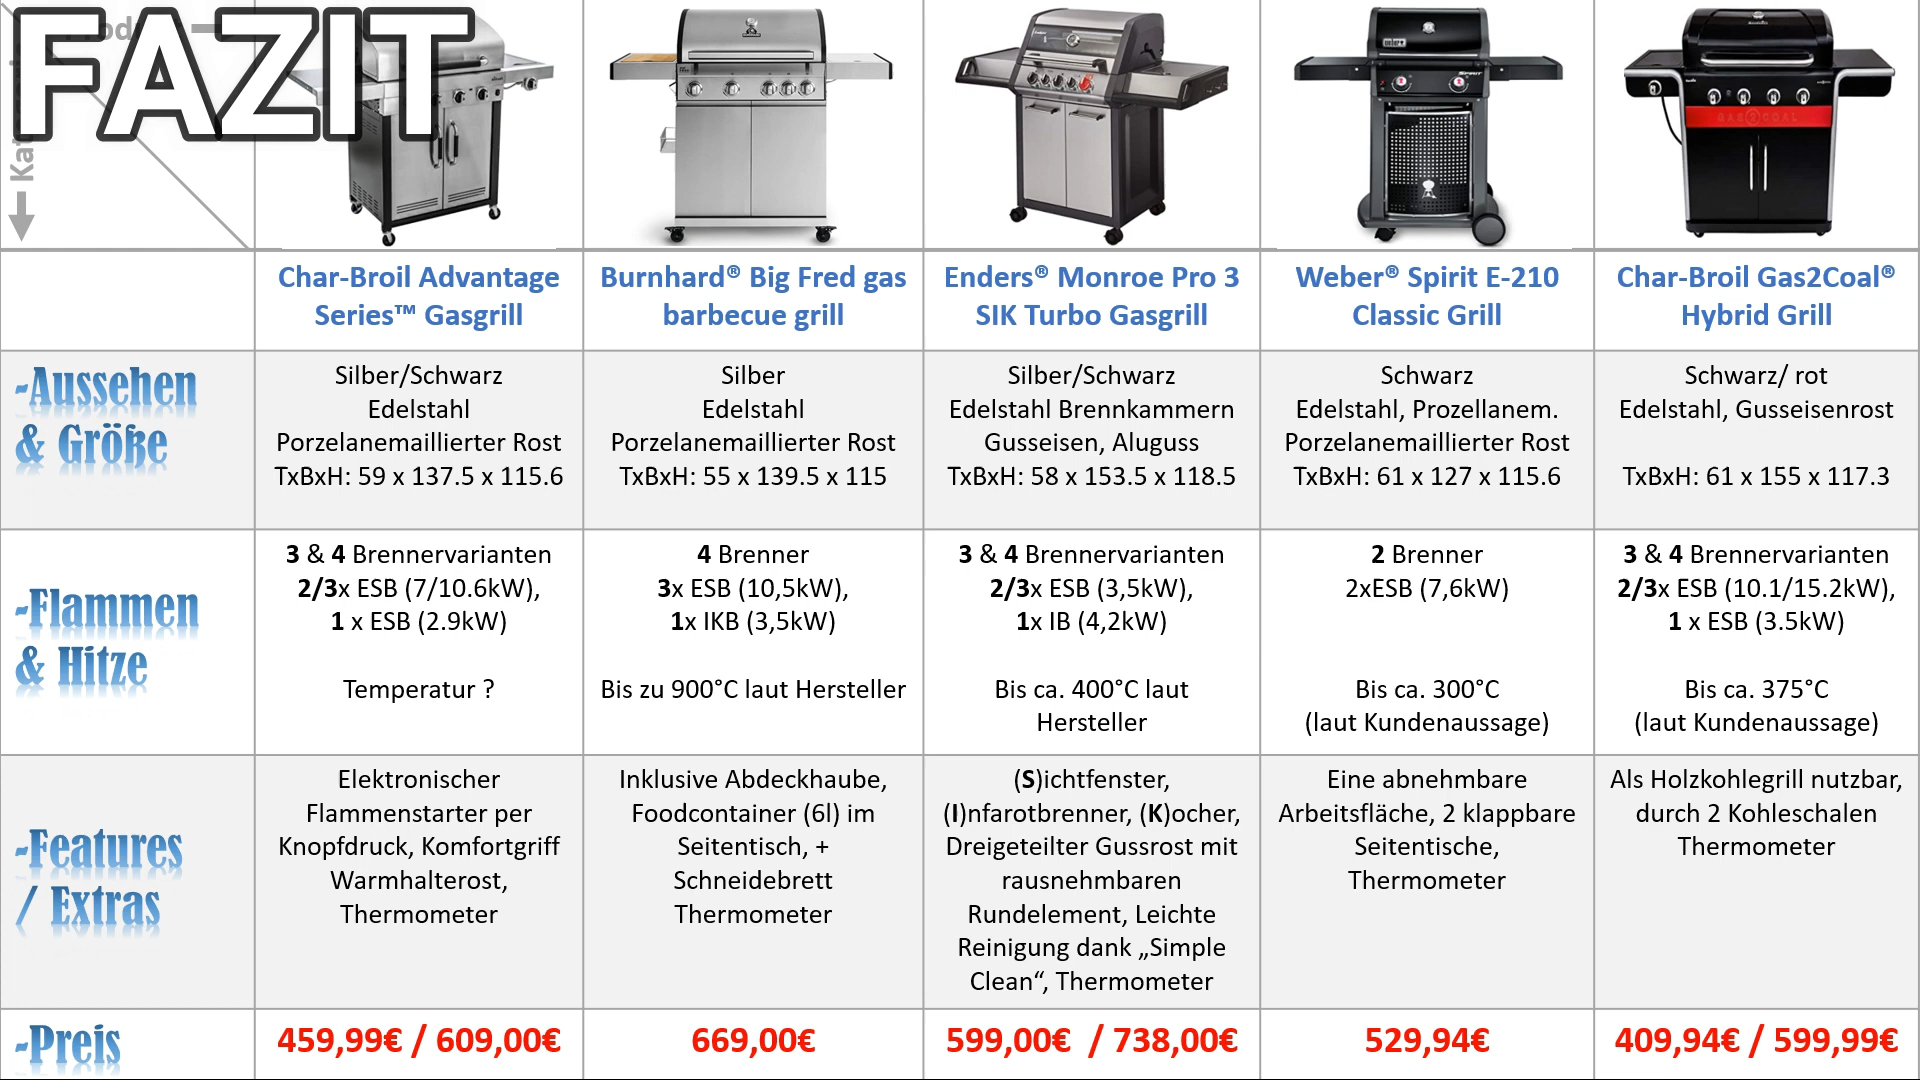 FAZIT
Char-Broil Advantage
Series™ Gasgrill
Burnhard® Big Fred gas
barbecue grill
Enders® Monroe Pro 3
SIK Turbo Gasgrill
Weber® Spirit E-210
Classic Grill
Char-Broil Gas2Coal®
Hybrid Grill
-Aussehen
& Größe
Silber/Schwarz
Edelstahl
Porzelanemaillierter Rost
TxBxH: 59 x 137.5 x 115.6
Silber
Edelstahl
Porzelanemaillierter Rost
TxBxH: 55 x 139.5 x 115
Silber/Schwarz
Edelstahl Brennkammern
Gusseisen, Aluguss
TxBxH: 58 x 153.5 x 118.5
Schwarz
Edelstahl, Prozellanem.
Porzelanemaillierter Rost
TxBxH: 61 x 127 x 115.6
Schwarz/ rot
Edelstahl, Gusseisenrost
TxBxH: 61 x 155 x 117.3
-Flammen
& Hitze
3 & 4 Brennervarianten
2/3x ESB (7/10.6kW),
1 x ESB (2.9kW)
Temperatur ?
4 Brenner
3x ESB (10,5kW),
1x IKB (3,5kW)
Bis zu 900°C laut Hersteller
3 & 4 Brennervarianten
2/3x ESB (3,5kW),
1x IB (4,2kW)
Bis ca. 400°C laut
Hersteller
2 Brenner
2xESB (7,6kW)
Bis ca. 300°C
(laut Kundenaussage)
3 & 4 Brennervarianten
2/3x ESB (10.1/15.2kW),
1 x ESB (3.5kW)
Bis ca. 375°C
(laut Kundenaussage)
-Features
/ Extras
Elektronischer
Flammenstarter per
Knopfdruck, Komfortgriff
Warmhalterost,
Thermometer
Inklusive Abdeckhaube,
Foodcontainer (6l) im
Seitentisch, +
Schneidebrett
Thermometer
(S)ichtfenster,
(I)nfarotbrenner, (K)ocher,
Dreigeteilter Gussrost mit
rausnehmbaren
Rundelement, Leichte
Reinigung dank „Simple
Clean“, Thermometer
Eine abnehmbare
Arbeitsfläche, 2 klappbare
Seitentische,
Thermometer
Als Holzkohlegrill nutzbar,
durch 2 Kohleschalen
Thermometer
-Preis
459,99€ / 609,00€
669,00€
599,00€ / 738,00€
529,94€
409,94€ / 599,99€